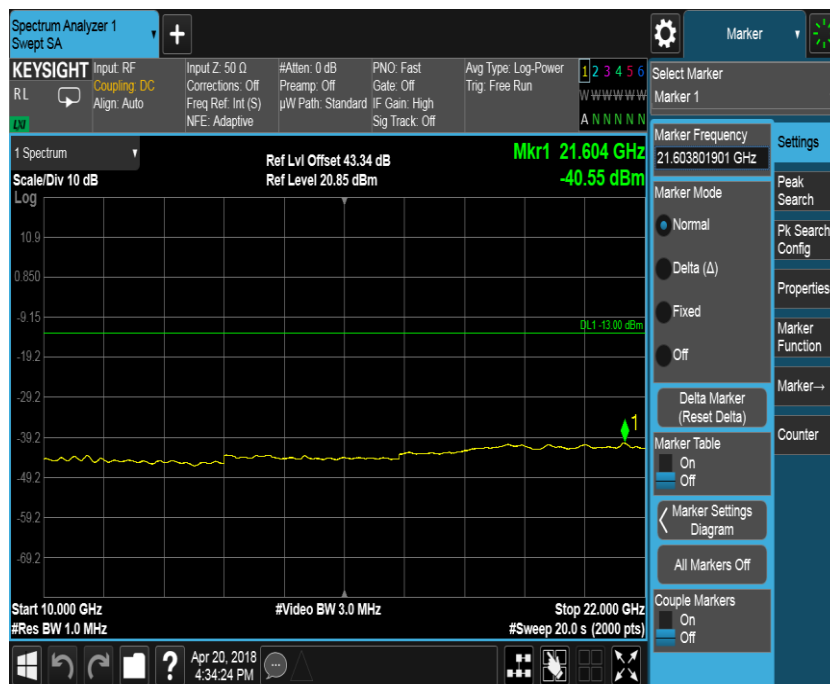 Spectrum Analyzer 1
Swept SA
Marker
KEYSIGHT
RL
LXI
Input: RF
Coupling: DC
Align: Auto
Input Z: 50 Ω
Corrections: Off
Freq Ref: Int (S)
NFE: Adaptive
#Atten: 0 dB
Preamp: Off
µW Path: Standard
PNO: Fast
Gate: Off
IF Gain: High
Sig Track: Off
Avg Type: Log-Power
Trig: Free Run
1 2 3 4 5 6
W W W W W W
A N N N N N
Select Marker
Marker 1
1 Spectrum
Scale/Div 10 dB
Ref Lvl Offset 43.34 dB
Ref Level 20.85 dBm
Mkr1 21.604 GHz
-40.55 dBm
Log
10.9
0.850
-9.15
-19.2
-29.2
-39.2
-49.2
-59.2
-69.2
DL1 -13.00 dBm
1
Start 10.000 GHz
#Res BW 1.0 MHz
#Video BW 3.0 MHz
Stop 22.000 GHz
#Sweep 20.0 s (2000 pts)
Marker Frequency
21.603801901 GHz
Marker Mode
Normal
Delta (Δ)
Fixed
Off
Delta Marker
(Reset Delta)
Marker Table
On
Off
Marker Settings
Diagram
All Markers Off
Couple Markers
On
Off
Settings
Peak
Search
Pk Search
Config
Properties
Marker
Function
Marker→
Counter
?
Apr 20, 2018
4:34:24 PM